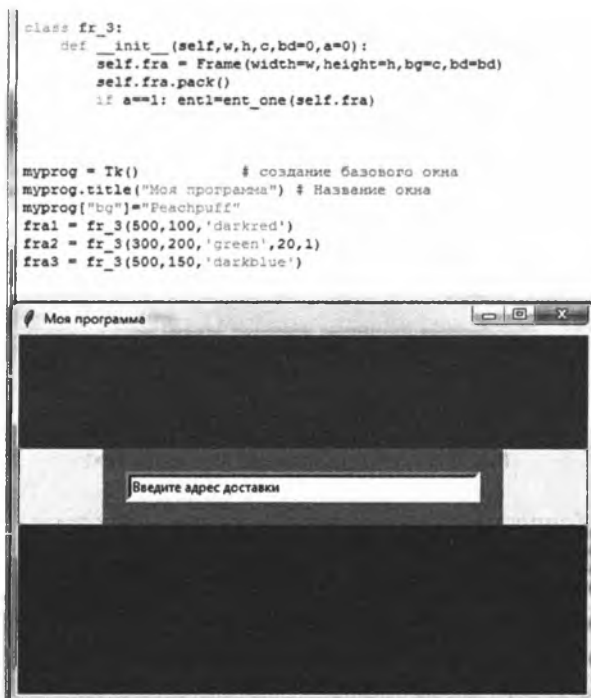 class fr_3:
def __init__(self,w,h,c,bd=0,a=0):
self.fra = Frame(width=w,height=h,bg=c,bd=bd)
self.fra.pack()
if a==1: ent1=ent_one(self.fra)
myprog = Tk() # создание базового окна
myprog.title("Моя программа") # Название окна
myprog["bg"]="Peachpuff"
fra1 = fr_3(500,100,'darkred')
fra2 = fr_3(300,200,'green',20,1)
fra3 = fr_3(500,150,'darkblue')
Моя программа
Введите адрес доставки